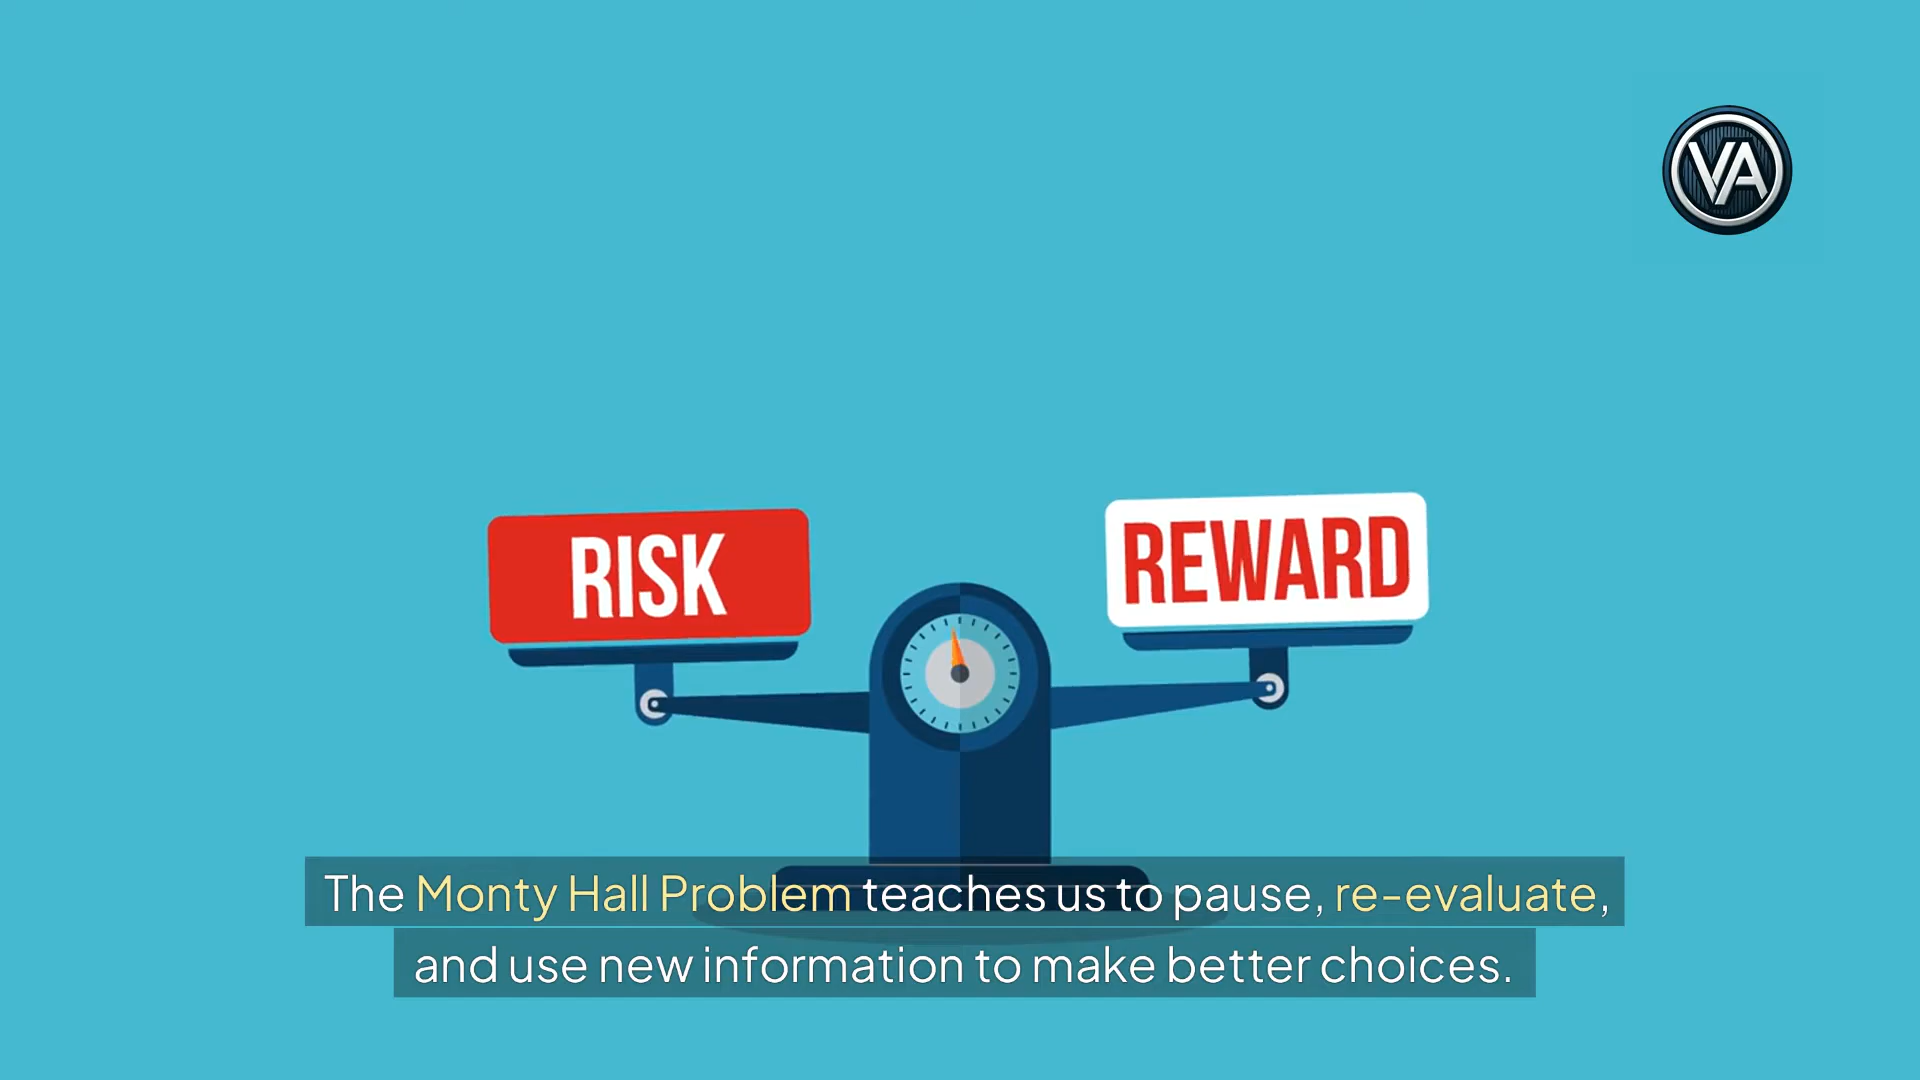 VA
RISK
REWARD
The Monty Hall Problem teaches us to pause, re-evaluate,
and use new information to make better choices.